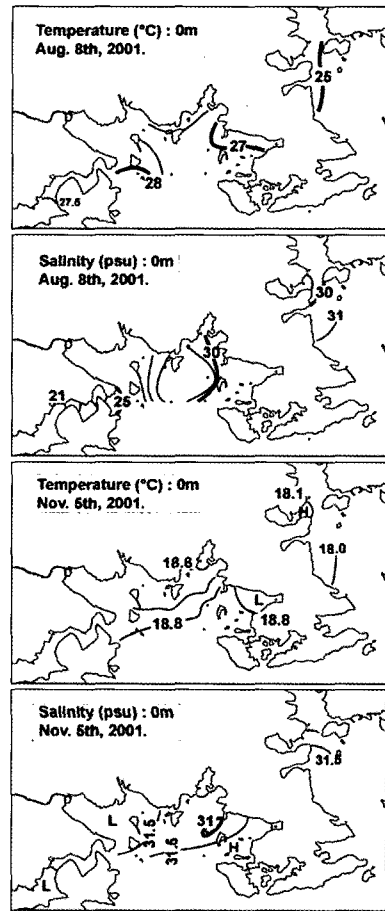 Temperature (°C) : 0m
Aug. 8th, 2001.
25
27
28
27.5
Salinity (psu) : 0m
Aug. 8th, 2001.
30
31
30
21
25
Temperature (°C) : 0m
Nov. 5th, 2001.
18.1
H
18.0
18.6
L
18.8
18.8
Salinity (psu) : 0m
Nov. 5th, 2001.
31.5
L
31.5
31
31.5
H
L